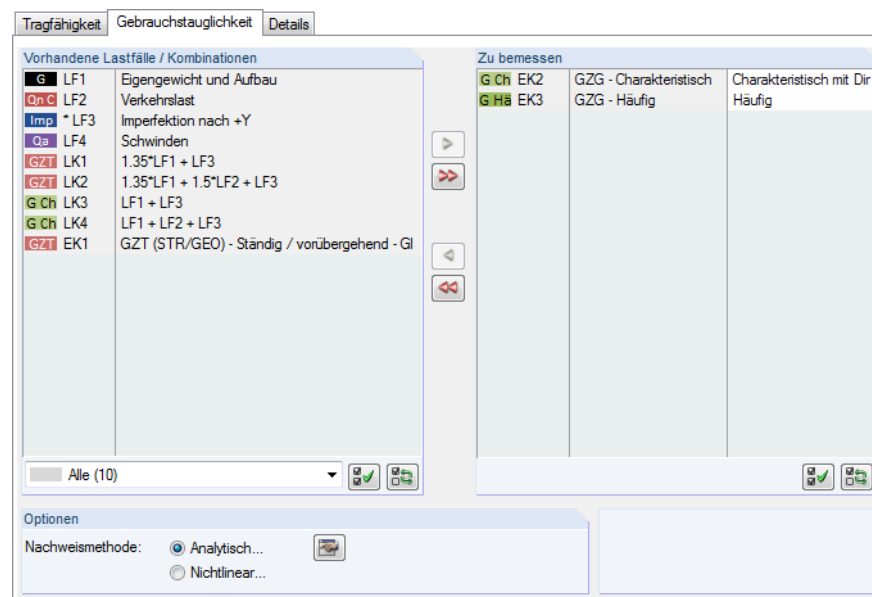 Tragfähigkeit Gebrauchstauglichkeit Details
Vorhandene Lastfälle / Kombinationen
G LF1 Eigengewicht und Aufbau
Qn C LF2 Verkehrslast
Imp * LF3 Imperfektion nach +Y
Qa LF4 Schwinden
GZT LK1 1.35*LF1 + LF3
GZT LK2 1.35*LF1 + 1.5*LF2 + LF3
G Ch LK3 LF1 + LF3
G Ch LK4 LF1 + LF2 + LF3
GZT EK1 GZT (STR/GEO) - Ständig / vorübergehend - Gl
Alle (10)
Zu bemessen
G Ch EK2 GZG - Charakteristisch Charakteristisch mit Dir
G Hä EK3 GZG - Häufig Häufig
Optionen
Nachweismethode: Analytisch...
Nichtlinear...